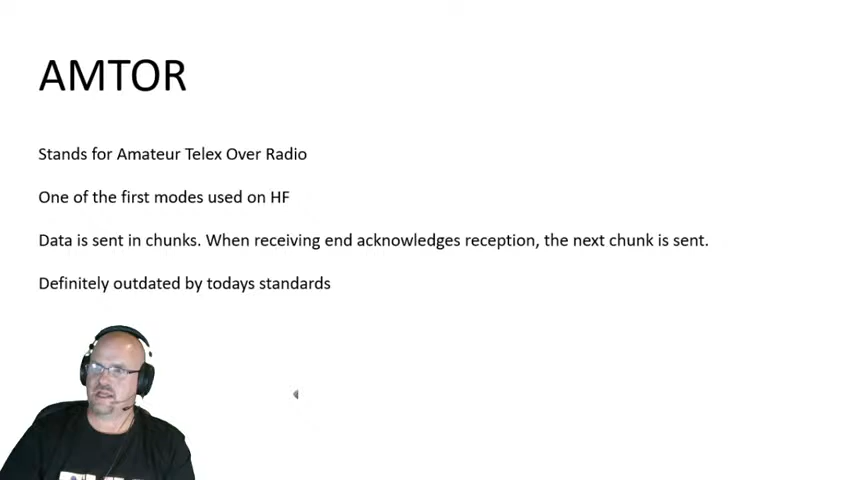 AMTOR
Stands for Amateur Telex Over Radio
One of the first modes used on HF
Data is sent in chunks. When receiving end acknowledges reception, the next chunk is sent.
Definitely outdated by todays standards